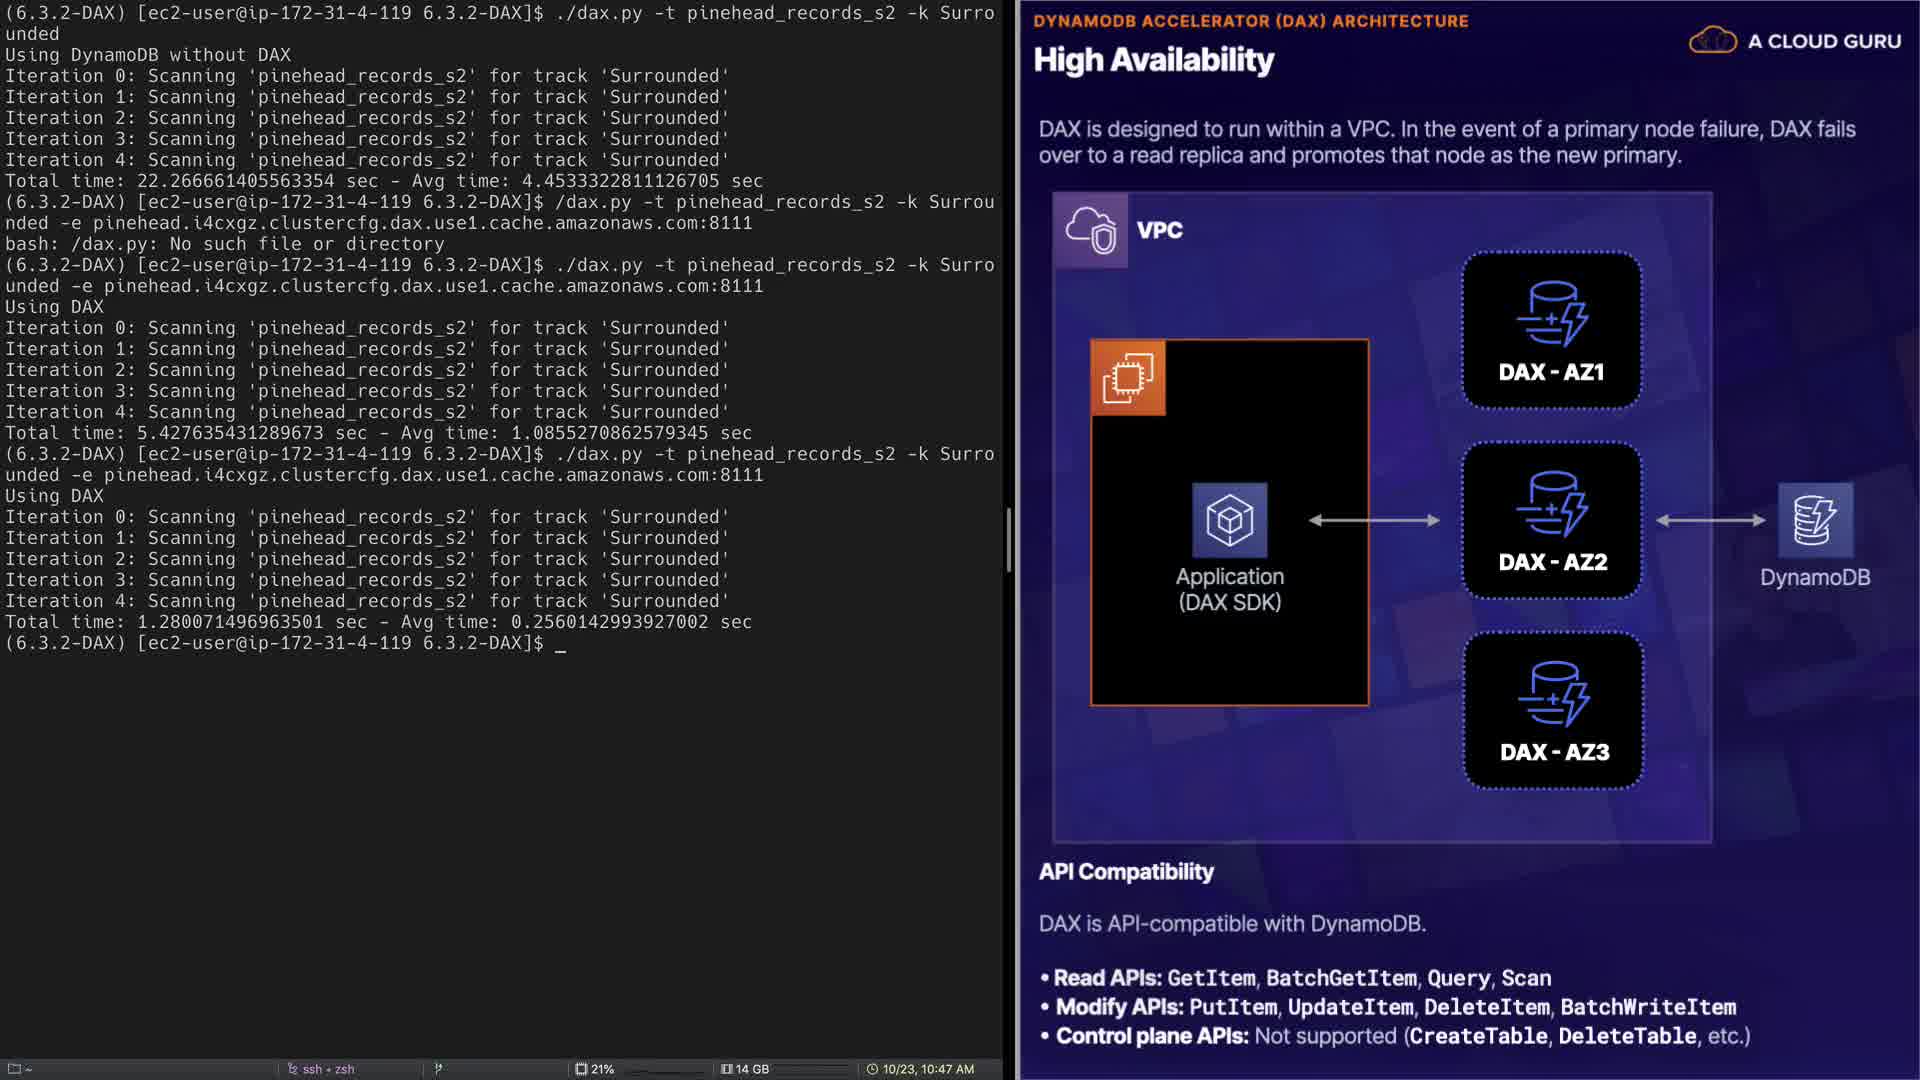 (6.3.2-DAX) [ec2-user@ip-172-31-4-119 6.3.2-DAX]$ ./dax.py -t pinehead_records_s2 -k Surro
unded
Using DynamoDB without DAX
Iteration 0: Scanning 'pinehead_records_s2' for track 'Surrounded'
Iteration 1: Scanning 'pinehead_records_s2' for track 'Surrounded'
Iteration 2: Scanning 'pinehead_records_s2' for track 'Surrounded'
Iteration 3: Scanning 'pinehead_records_s2' for track 'Surrounded'
Iteration 4: Scanning 'pinehead_records_s2' for track 'Surrounded'
Total time: 22.266661405563354 sec - Avg time: 4.4533322811126705 sec
(6.3.2-DAX) [ec2-user@ip-172-31-4-119 6.3.2-DAX]$ /dax.py -t pinehead_records_s2 -k Surrou
nded -e pinehead.i4cxgz.clustercfg.dax.use1.cache.amazonaws.com:8111
bash: /dax.py: No such file or directory
(6.3.2-DAX) [ec2-user@ip-172-31-4-119 6.3.2-DAX]$ ./dax.py -t pinehead_records_s2 -k Surro
unded -e pinehead.i4cxgz.clustercfg.dax.use1.cache.amazonaws.com:8111
Using DAX
Iteration 0: Scanning 'pinehead_records_s2' for track 'Surrounded'
Iteration 1: Scanning 'pinehead_records_s2' for track 'Surrounded'
Iteration 2: Scanning 'pinehead_records_s2' for track 'Surrounded'
Iteration 3: Scanning 'pinehead_records_s2' for track 'Surrounded'
Iteration 4: Scanning 'pinehead_records_s2' for track 'Surrounded'
Total time: 5.427635431289673 sec - Avg time: 1.0855270862579345 sec
(6.3.2-DAX) [ec2-user@ip-172-31-4-119 6.3.2-DAX]$ ./dax.py -t pinehead_records_s2 -k Surro
unded -e pinehead.i4cxgz.clustercfg.dax.use1.cache.amazonaws.com:8111
Using DAX
Iteration 0: Scanning 'pinehead_records_s2' for track 'Surrounded'
Iteration 1: Scanning 'pinehead_records_s2' for track 'Surrounded'
Iteration 2: Scanning 'pinehead_records_s2' for track 'Surrounded'
Iteration 3: Scanning 'pinehead_records_s2' for track 'Surrounded'
Iteration 4: Scanning 'pinehead_records_s2' for track 'Surrounded'
Total time: 1.280071496963501 sec - Avg time: 0.2560142993927002 sec
(6.3.2-DAX) [ec2-user@ip-172-31-4-119 6.3.2-DAX]$ _
~
ssh • zsh
21%
14 GB
10/23, 10:47 AM
DYNAMODB ACCELERATOR (DAX) ARCHITECTURE
A CLOUD GURU
High Availability
DAX is designed to run within a VPC. In the event of a primary node failure, DAX fails
over to a read replica and promotes that node as the new primary.
VPC
DAX - AZ1
DAX - AZ2
DAX - AZ3
Application
(DAX SDK)
DynamoDB
API Compatibility
DAX is API-compatible with DynamoDB.
• Read APIs: GetItem, BatchGetItem, Query, Scan
• Modify APIs: PutItem, UpdateItem, DeleteItem, BatchWriteItem
• Control plane APIs: Not supported (CreateTable, DeleteTable, etc.)